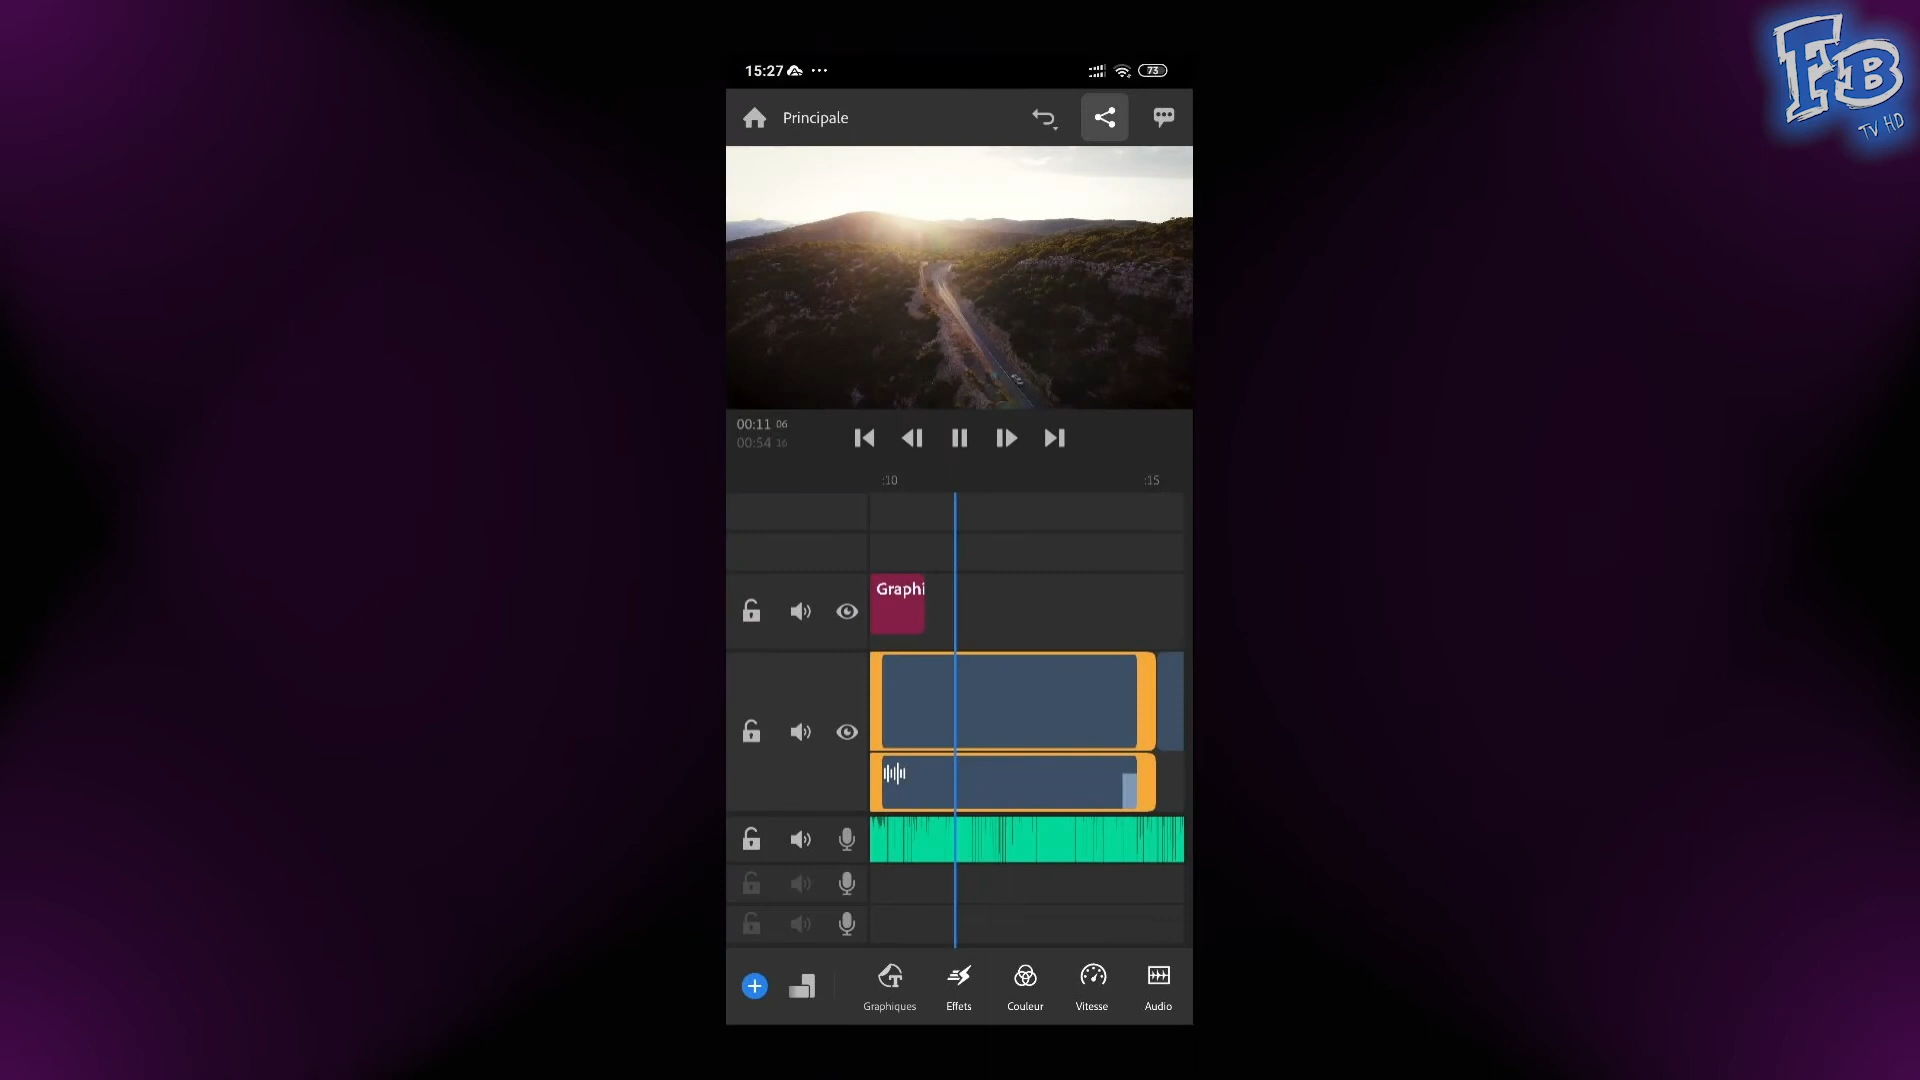 FB
TV HD
15:27
73
Principale
00:11 06
00:54 16
:10
:15
Graphi
Graphiques
Effets
Couleur
Vitesse
Audio